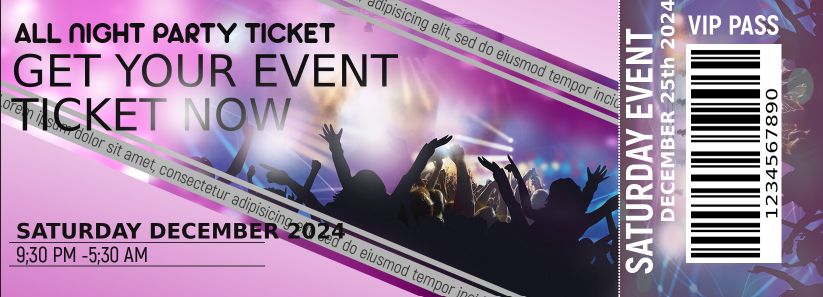 ALL NIGHT PARTY TICKET
GET YOUR EVENT
TICKET NOW
adipisicing elit, sed do eiusmod tempor incid
Lorem ipsum dolor sit amet, consectetur adipisicing sed do eiusmod tempor inci
SATURDAY DECEMBER 2024
9;30 PM -5;30 AM
SATURDAY EVENT
DECEMBER 25th 2024
VIP PASS
1234567890